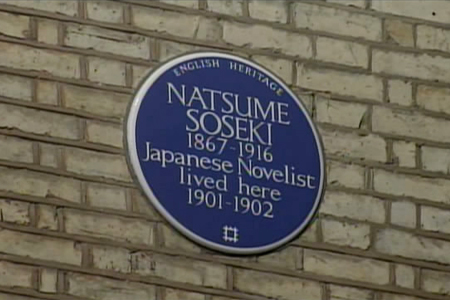 ENGLISH HERITAGE
NATSUME
SOSEKI
1867-1916
Japanese Novelist
lived here
1901-1902